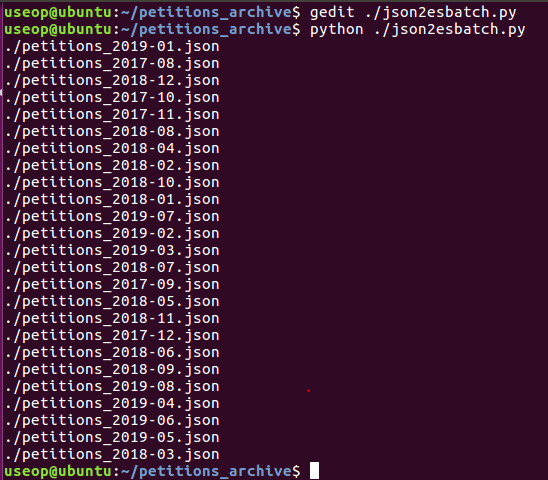 useop@ubuntu:~/petitions_archive$ gedit ./json2esbatch.py
useop@ubuntu:~/petitions_archive$ python ./json2esbatch.py
./petitions_2019-01.json
./petitions_2017-08.json
./petitions_2018-12.json
./petitions_2017-10.json
./petitions_2017-11.json
./petitions_2018-08.json
./petitions_2018-04.json
./petitions_2018-02.json
./petitions_2018-10.json
./petitions_2018-01.json
./petitions_2019-07.json
./petitions_2019-02.json
./petitions_2019-03.json
./petitions_2018-07.json
./petitions_2017-09.json
./petitions_2018-05.json
./petitions_2018-11.json
./petitions_2017-12.json
./petitions_2018-06.json
./petitions_2018-09.json
./petitions_2019-08.json
./petitions_2019-04.json
./petitions_2019-06.json
./petitions_2019-05.json
./petitions_2018-03.json
useop@ubuntu:~/petitions_archive$